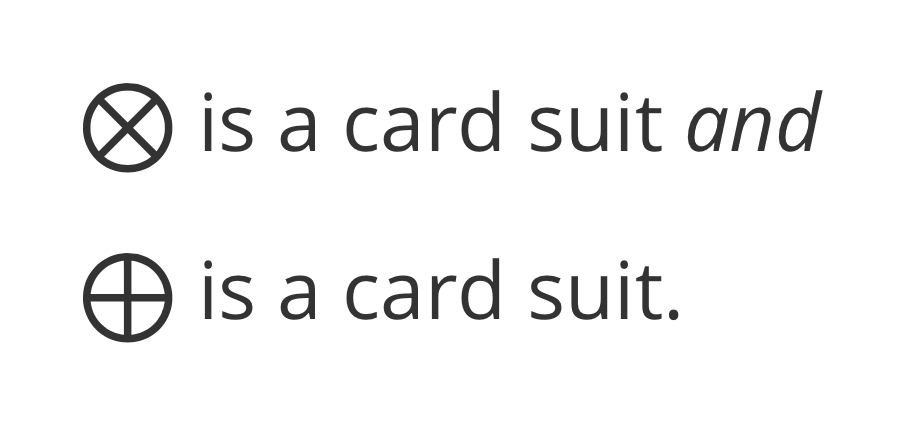 ⊗ is a card suit and
⊕ is a card suit.